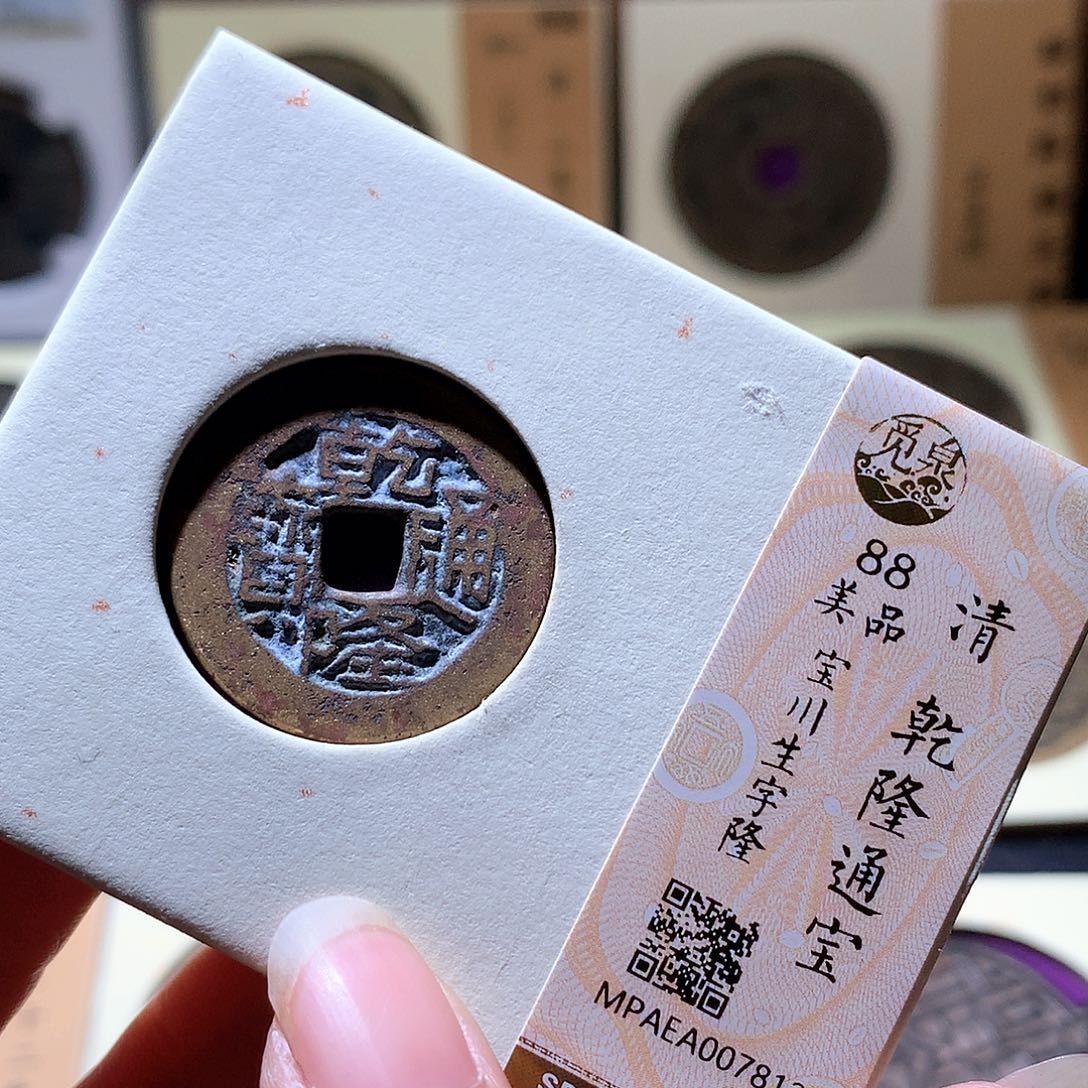 乾隆通寶
觅泉
88
美品
清
乾隆通宝
宝川生字隆
MPAEA00781